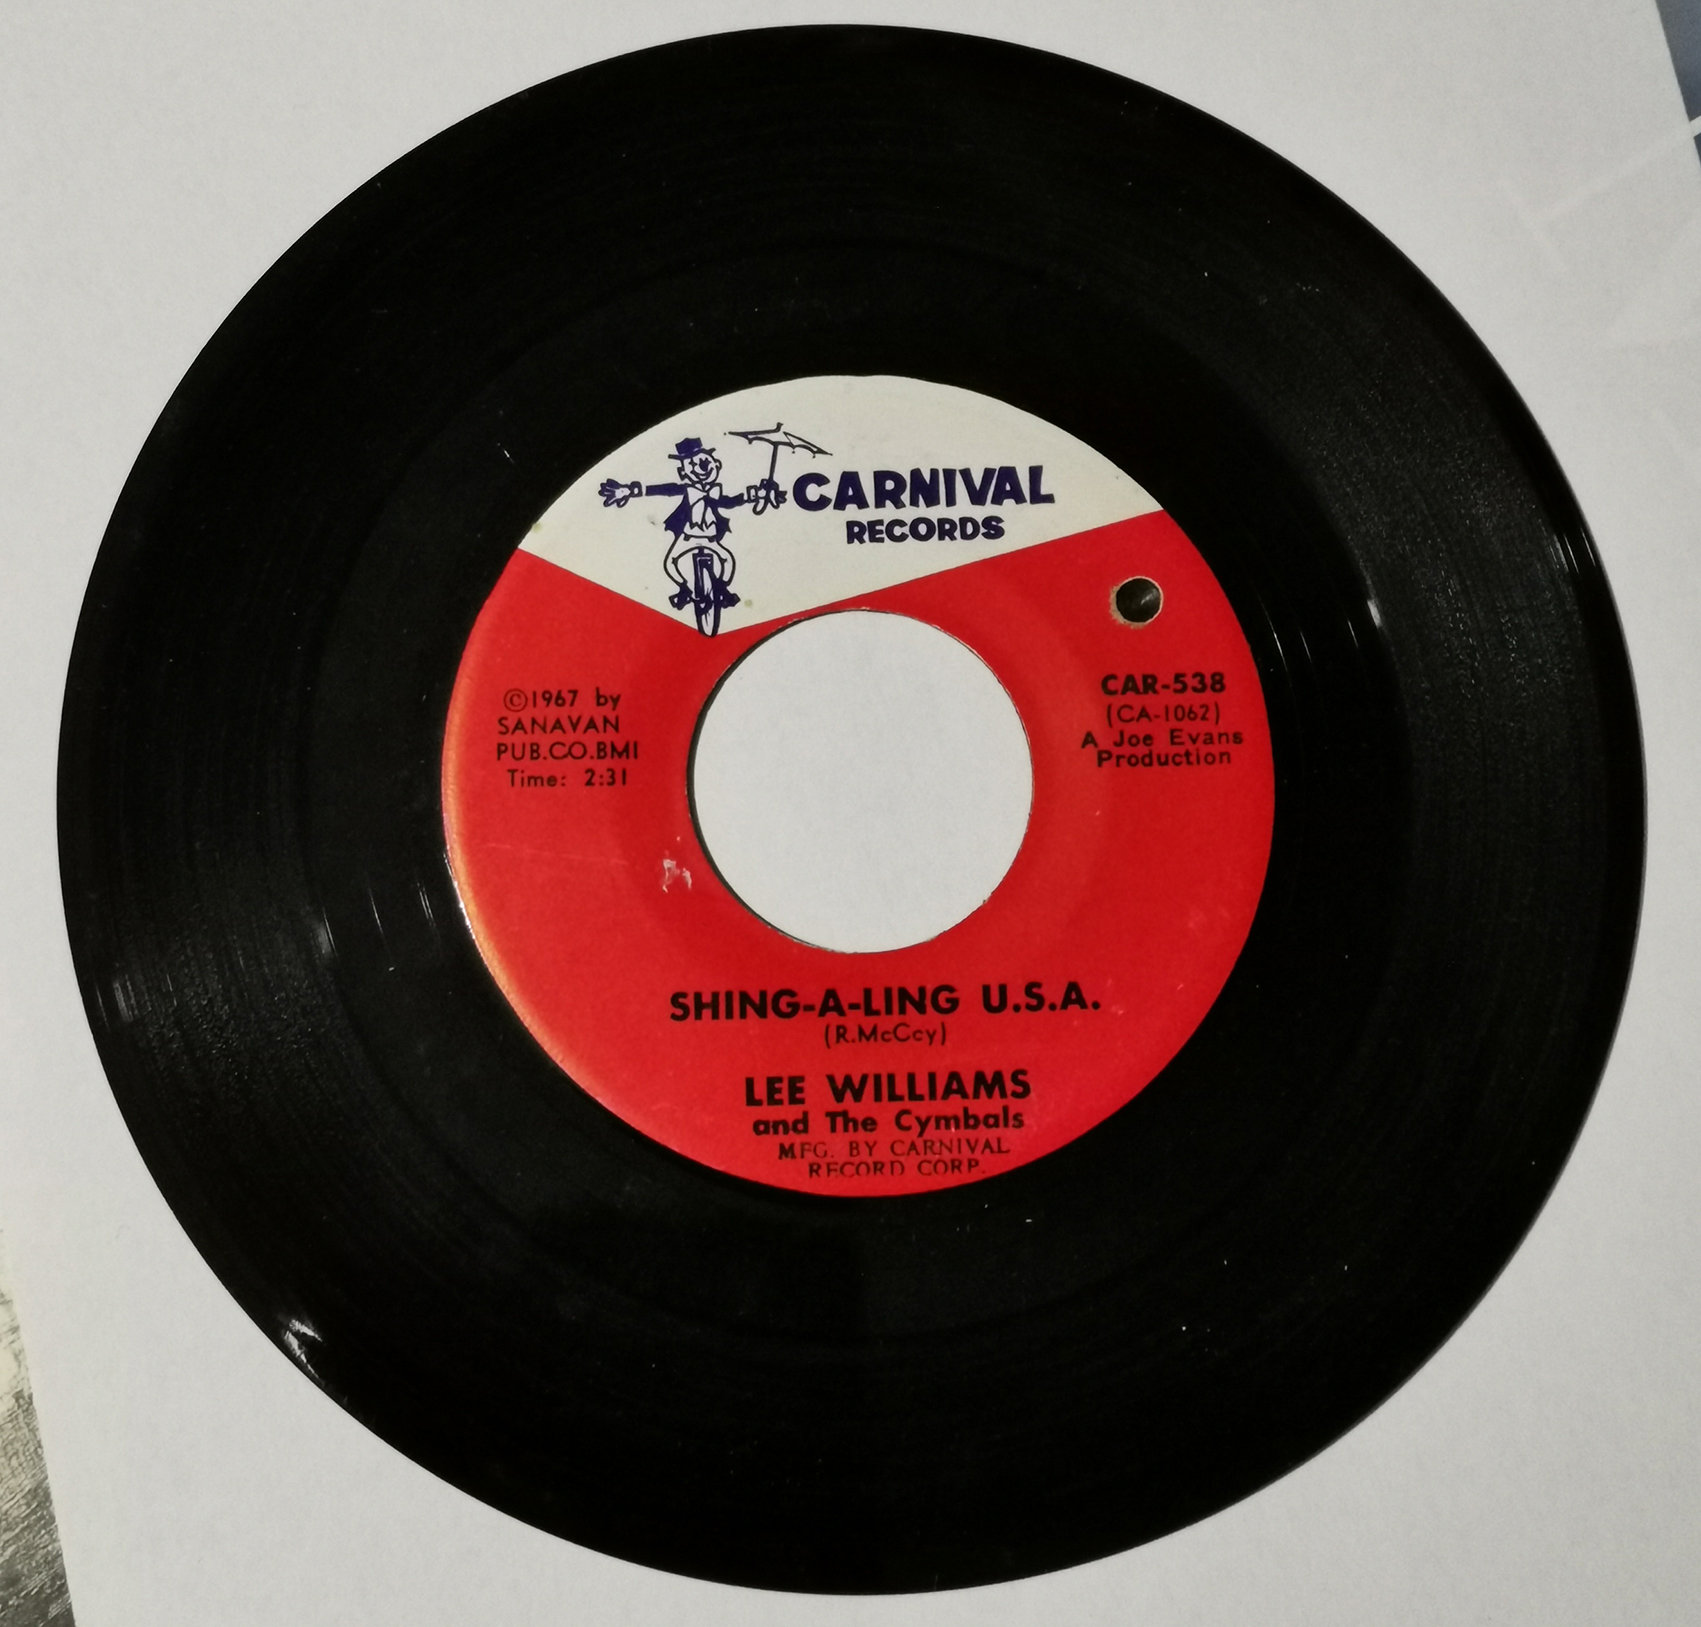 CARNIVAL
RECORDS
©1967 by
SANAVAN
PUB.CO.BMI
Time: 2:31
CAR-538
(CA-1062)
A Joe Evans
Production
SHING-A-LING U.S.A.
(R.McCcy)
LEE WILLIAMS
and The Cymbals
MFG. BY CARNIVAL
RECORD CORP.